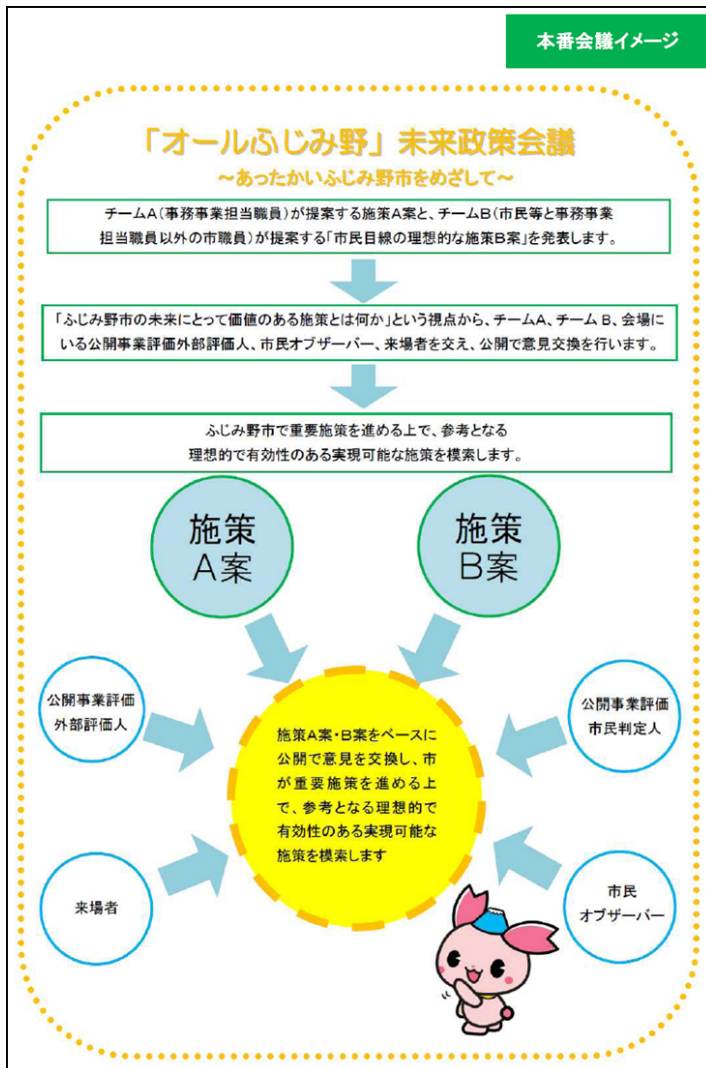 本番会議イメージ
「オールふじみ野」未来政策会議
～あったかいふじみ野市をめざして～
チームA(事務事業担当職員)が提案する施策A案と、チームB(市民等と事務事業
担当職員以外の市職員)が提案する「市民目線の理想的な施策B案」を発表します。
「ふじみ野市の未来にとって価値のある施策とは何か」という視点から、チームA、チームB、会場に
いる公開事業評価外部評価人、市民オブザーバー、来場者を交え、公開で意見交換を行います。
ふじみ野市で重要施策を進める上で、参考となる
理想的で有効性のある実現可能な施策を模索します。
施策
A案
施策
B案
公開事業評価
外部評価人
公開事業評価
市民判定人
施策A案・B案をベースに
公開で意見を交換し、市
が重要施策を進める上
で、参考となる理想的で
有効性のある実現可能な
施策を模索します
来場者
市民
オブザーバー